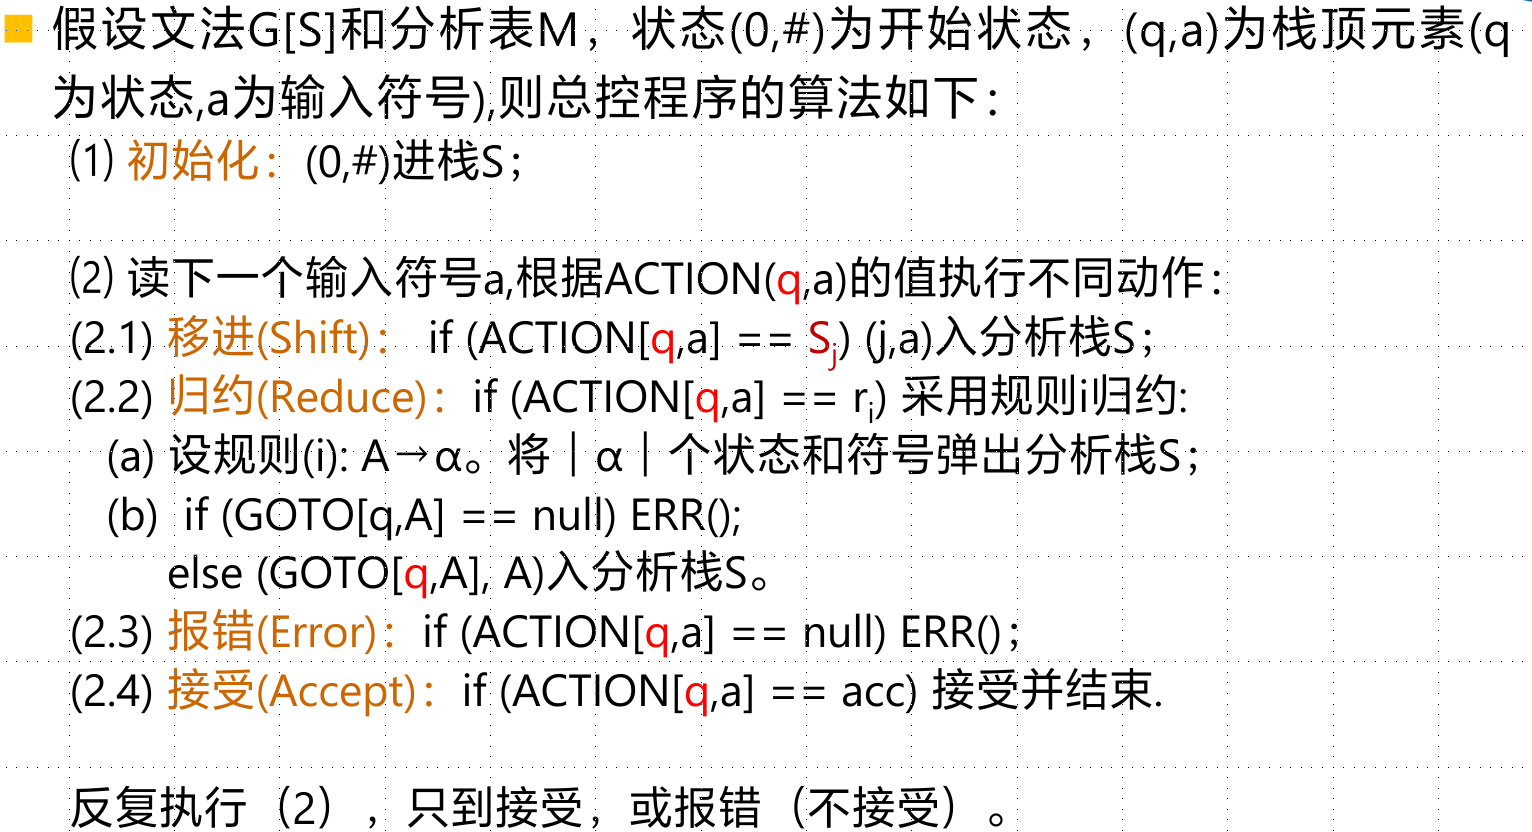 假设文法G[S]和分析表M，状态(0,#)为开始状态，(q,a)为栈顶元素(q
为状态,a为输入符号),则总控程序的算法如下：
(1) 初始化：(0,#)进栈S；
(2) 读下一个输入符号a,根据ACTION(q,a)的值执行不同动作：
(2.1) 移进(Shift)： if (ACTION[q,a] == Sj) (j,a)入分析栈S；
(2.2) 归约(Reduce)：if (ACTION[q,a] == ri) 采用规则i归约:
(a) 设规则(i): A→α。将｜α｜个状态和符号弹出分析栈S；
(b) if (GOTO[q,A] == null) ERR();
else (GOTO[q,A], A)入分析栈S。
(2.3) 报错(Error)：if (ACTION[q,a] == null) ERR()；
(2.4) 接受(Accept)：if (ACTION[q,a] == acc) 接受并结束.
反复执行（2），只到接受，或报错（不接受）。